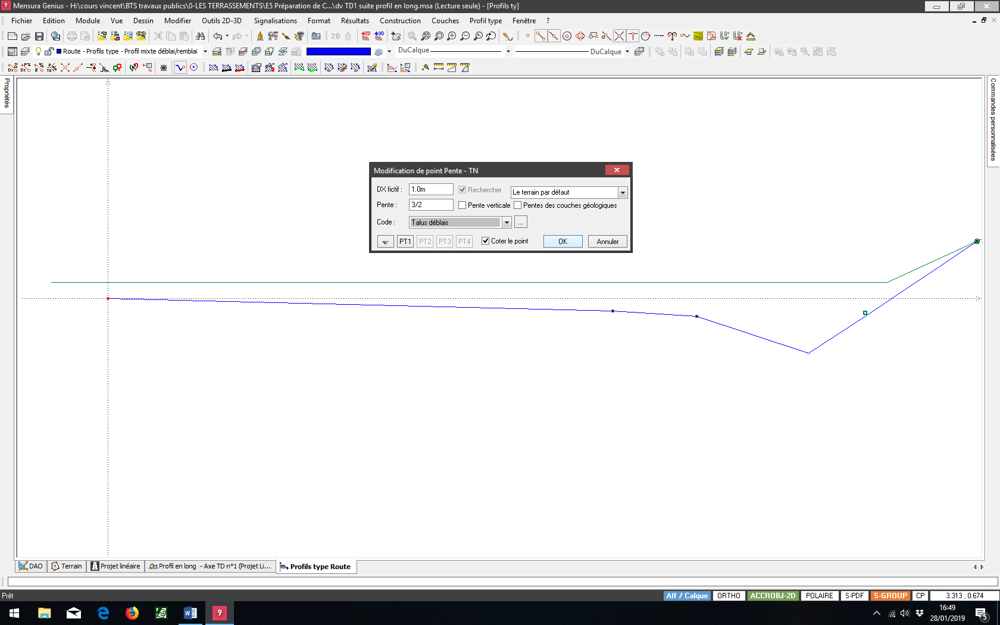 9 Mensura Genius - H:\cours vincent\BTS travaux publics\0-LES TERRASSEMENTS\E5 Préparation de C...\dv TD1 suite profil en long.msa (Lecture seule) - [Profils ty]
Fichier Edition Module Vue Dessin Modifier Outils 2D-3D Signalisations Format Résultats Construction Couches Profil type Fenêtre ?
Aff 2D
Route - Profils type - Profil mixte déblai/remblai DuCalque DuCalque
Propriétés
Commandes personnalisées
Modification de point Pente - TN
DX fictif : 1.0m Rechercher Le terrain par défaut
Pente : 3/2 Pente verticale Pentes des couches géologiques
Code : Talus déblais ...
PT1 PT2 PT3 PT4 Coter le point OK Annuler
DAO Terrain Projet linéaire Profil en long - Axe TD n°1 (Projet Li... Profils type Route
Prêt Aff / Calque ORTHO ACCROBJ-2D POLAIRE S-PDF S-GROUP CP 3.313 , 0.674
9 16:49
28/01/2019 5